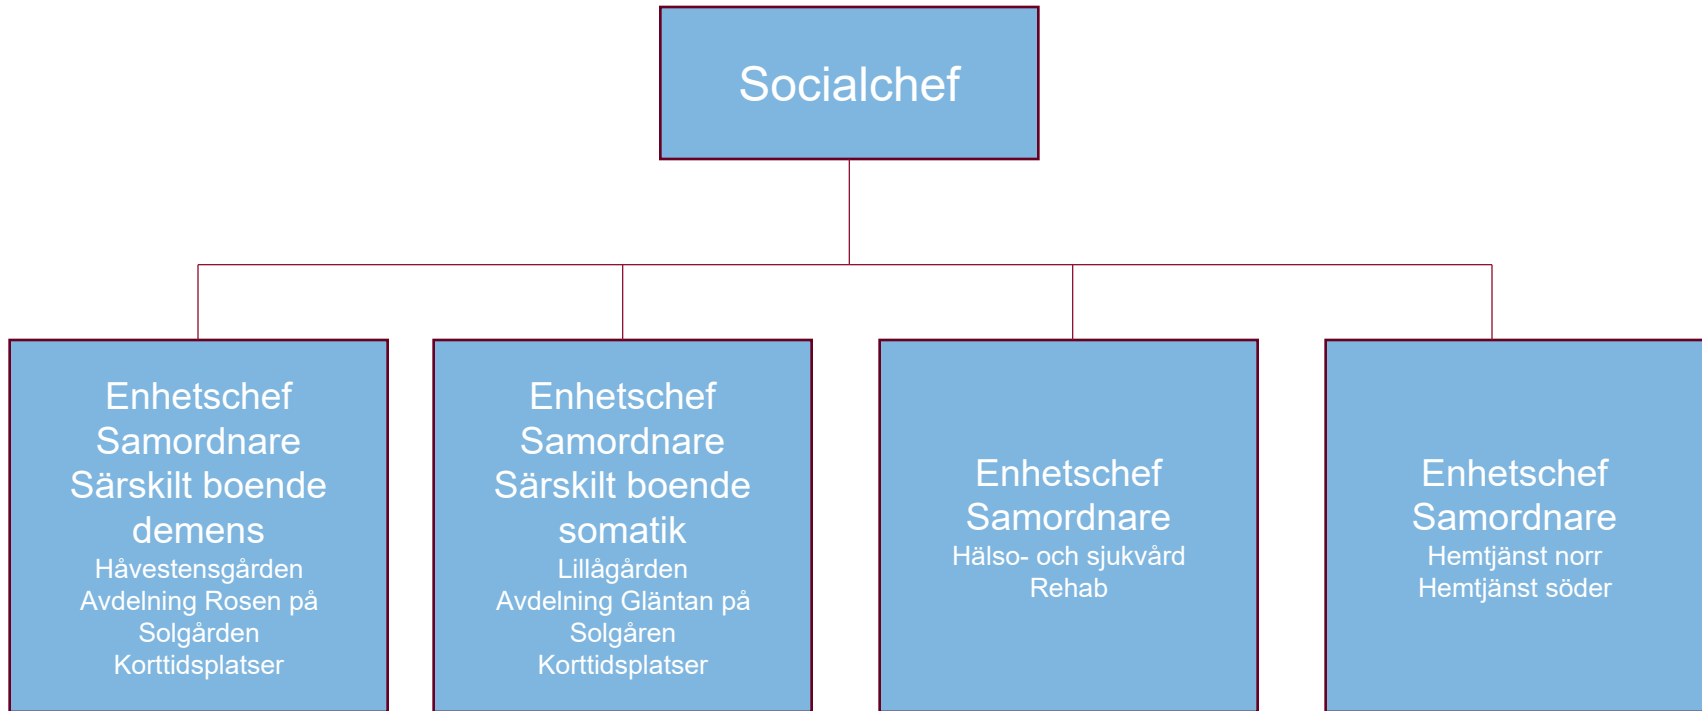 Socialchef
Enhetschef
Samordnare
Särskilt boende
demens
Håvestensgården
Avdelning Rosen på
Solgården
Korttidsplatser
Enhetschef
Samordnare
Särskilt boende
somatik
Lillågården
Avdelning Gläntan på
Solgåren
Korttidsplatser
Enhetschef
Samordnare
Hälso- och sjukvård
Rehab
Enhetschef
Samordnare
Hemtjänst norr
Hemtjänst söder